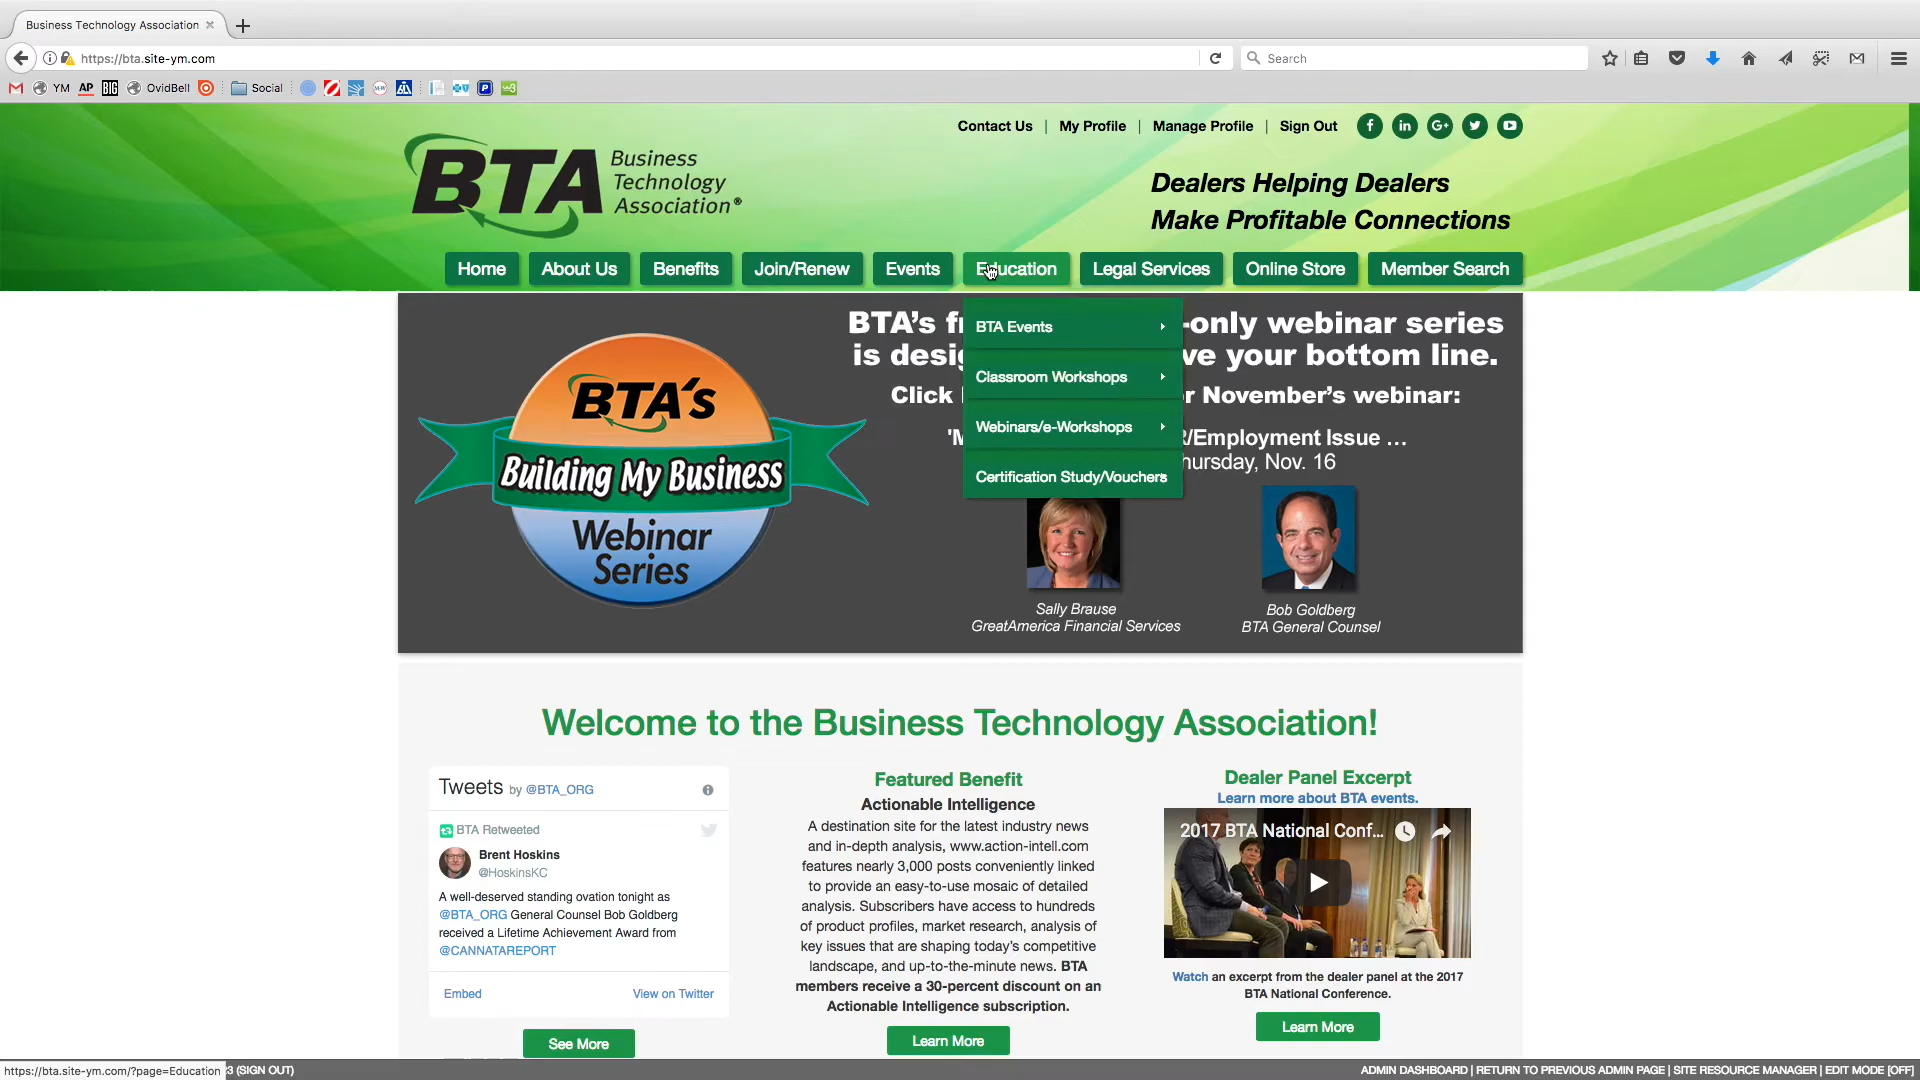 Business Technology Association
https://bta.site-ym.com
Search
YM
AP
BIG
OvidBell
Social
Contact Us | My Profile | Manage Profile | Sign Out
BTA Business
Technology
Association®
Dealers Helping Dealers
Make Profitable Connections
Home
About Us
Benefits
Join/Renew
Events
Education
Legal Services
Online Store
Member Search
BTA Events
Classroom Workshops
Webinars/e-Workshops
Certification Study/Vouchers
BTA's
Building My Business
Webinar
Series
BTA's -only webinar series
is ve your bottom line.
Click r November's webinar:
/Employment Issue ...
hursday, Nov. 16
Sally Brause
GreatAmerica Financial Services
Bob Goldberg
BTA General Counsel
Welcome to the Business Technology Association!
Tweets by @BTA_ORG
BTA Retweeted
Brent Hoskins
@HoskinsKC
A well-deserved standing ovation tonight as
@BTA_ORG General Counsel Bob Goldberg
received a Lifetime Achievement Award from
@CANNATAREPORT
Embed
View on Twitter
See More
Featured Benefit
Actionable Intelligence
A destination site for the latest industry news
and in-depth analysis, www.action-intell.com
features nearly 3,000 posts conveniently linked
to provide an easy-to-use mosaic of detailed
analysis. Subscribers have access to hundreds
of product profiles, market research, analysis of
key issues that are shaping today's competitive
landscape, and up-to-the-minute news. BTA
members receive a 30-percent discount on an
Actionable Intelligence subscription.
Learn More
Dealer Panel Excerpt
Learn more about BTA events.
2017 BTA National Conf...
Watch an excerpt from the dealer panel at the 2017
BTA National Conference.
Learn More
https://bta.site-ym.com/?page=Education
3 (SIGN OUT)
ADMIN DASHBOARD | RETURN TO PREVIOUS ADMIN PAGE | SITE RESOURCE MANAGER | EDIT MODE [OFF]